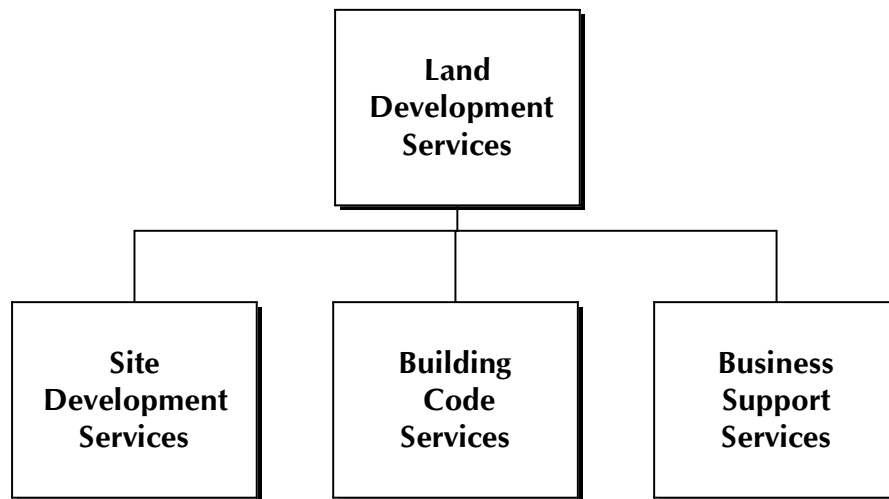 Land
Development
Services
Site
Development
Services
Building
Code
Services
Business
Support
Services